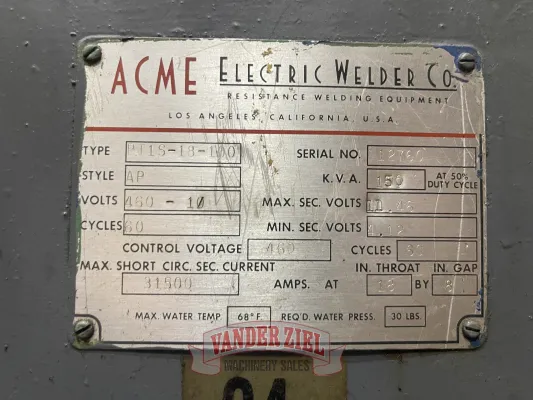 ACME ELECTRIC WELDER CO.
RESISTANCE WELDING EQUIPMENT
LOS ANGELES, CALIFORNIA, U.S.A.
TYPE SERIAL NO.
STYLE AP K.V.A. 150 AT 50% DUTY CYCLE
VOLTS 460 - 10 MAX. SEC. VOLTS
CYCLES 60 MIN. SEC. VOLTS
CONTROL VOLTAGE 460 CYCLES
MAX. SHORT CIRC. SEC. CURRENT IN. THROAT IN. GAP
31500 AMPS. AT 18 BY 8
MAX. WATER TEMP. 68°F. REQ'D. WATER PRESS. 30 LBS.
VANDER ZIEL
MACHINERY SALES